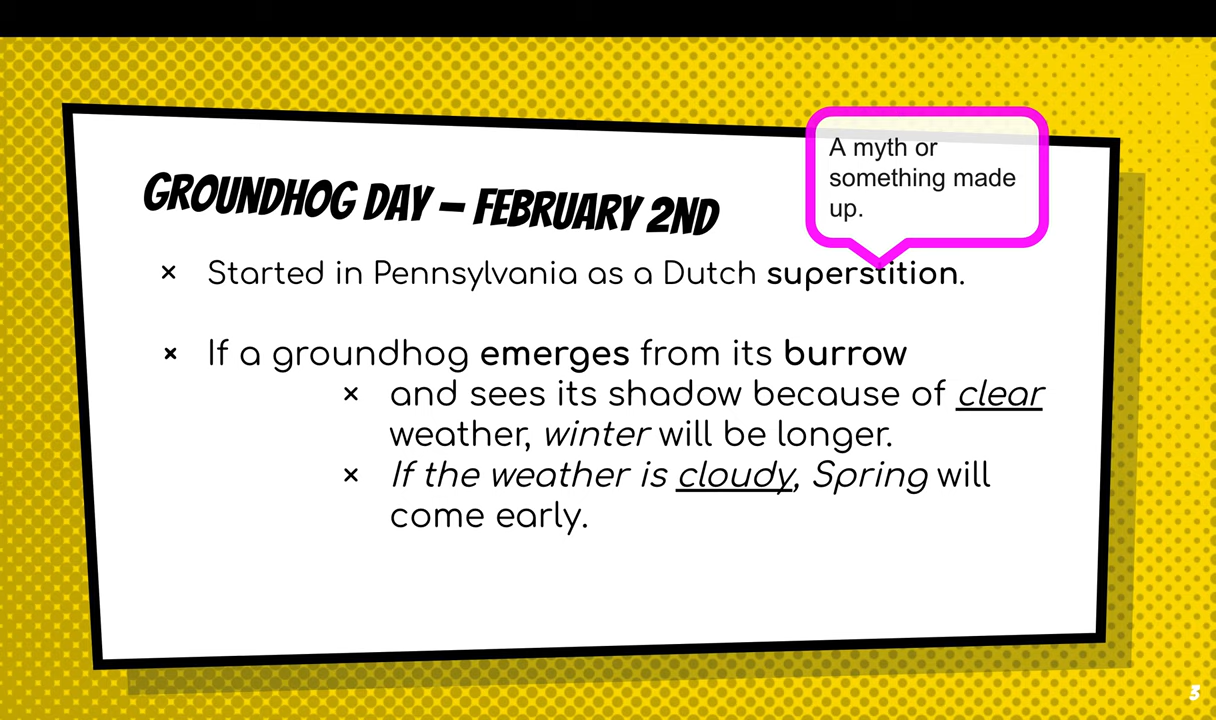 A myth or
something made
up.
GROUNDHOG DAY – FEBRUARY 2ND
× Started in Pennsylvania as a Dutch superstition.
× If a groundhog emerges from its burrow
× and sees its shadow because of clear
weather, winter will be longer.
× If the weather is cloudy, Spring will
come early.
3